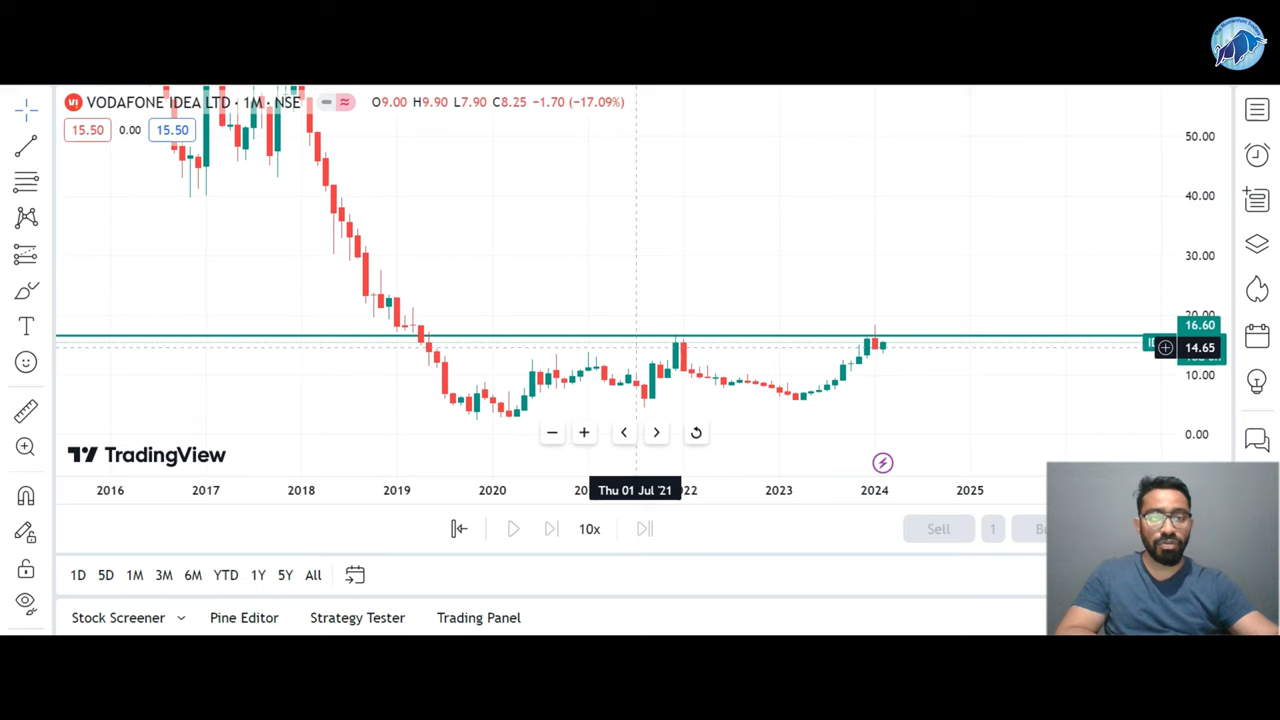 The Momentum
VODAFONE IDEA LTD · 1M · NSE O9.00 H9.90 L7.90 C8.25 −1.70 (−17.09%)
15.50 0.00 15.50
50.00
40.00
30.00
20.00
16.60
14.65
10.00
0.00
TradingView
2016 2017 2018 2019 2020 Thu 01 Jul '21 2023 2024 2025
10x
Sell 1
1D 5D 1M 3M 6M YTD 1Y 5Y All
Stock Screener Pine Editor Strategy Tester Trading Panel